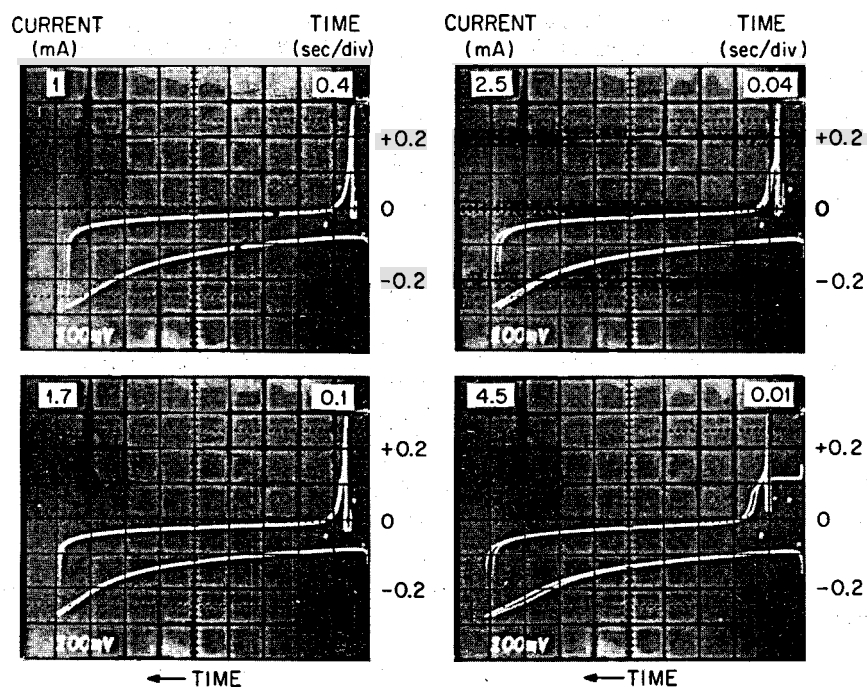 CURRENT TIME CURRENT TIME
(mA) (sec/div) (mA) (sec/div)
1 0.4 2.5 0.04
+0.2 +0.2
0 0
-0.2 -0.2
100mV 100mV
1.7 0.1 4.5 0.01
+0.2 +0.2
0 0
-0.2 -0.2
100mV 100mV
← TIME ← TIME